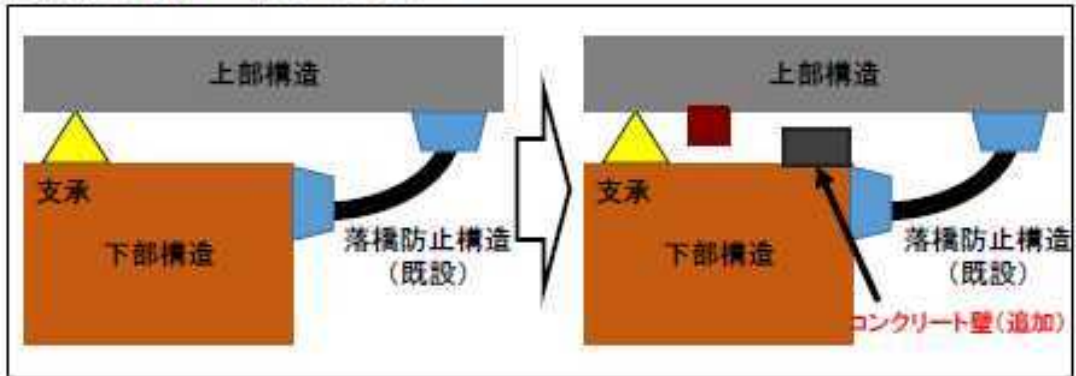 上部構造
支承
下部構造
落橋防止構造
（既設）
上部構造
支承
下部構造
落橋防止構造
（既設）
コンクリート壁（追加）